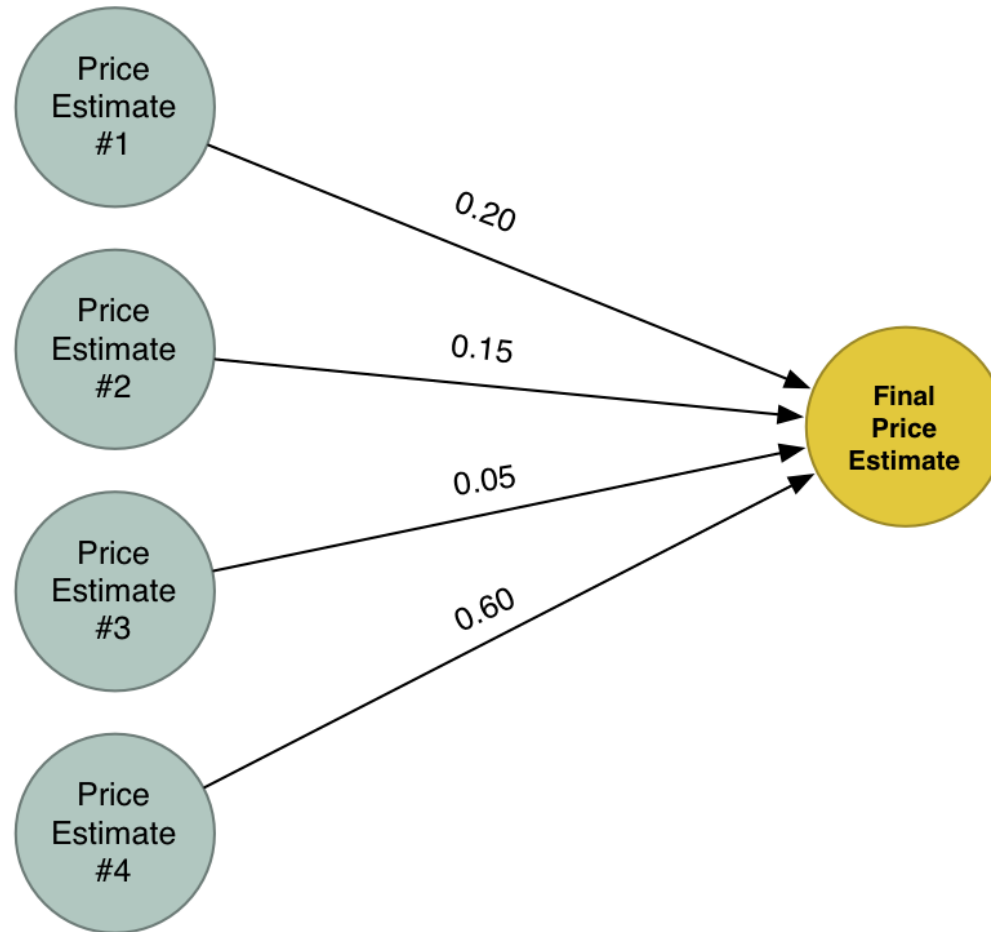 Price
Estimate
#1
0.20
Price
Estimate
#2
0.15
Final
Price
Estimate
0.05
Price
Estimate
#3
0.60
Price
Estimate
#4